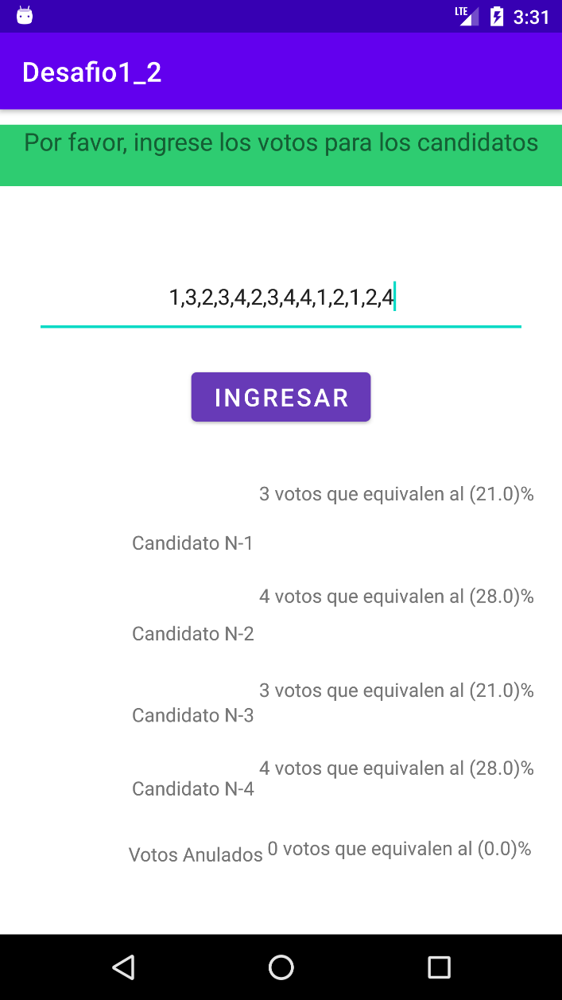 LTE 3:31
Desafio1_2
Por favor, ingrese los votos para los candidatos
1,3,2,3,4,2,3,4,4,1,2,1,2,4
INGRESAR
3 votos que equivalen al (21.0)%
Candidato N-1
4 votos que equivalen al (28.0)%
Candidato N-2
3 votos que equivalen al (21.0)%
Candidato N-3
4 votos que equivalen al (28.0)%
Candidato N-4
Votos Anulados 0 votos que equivalen al (0.0)%